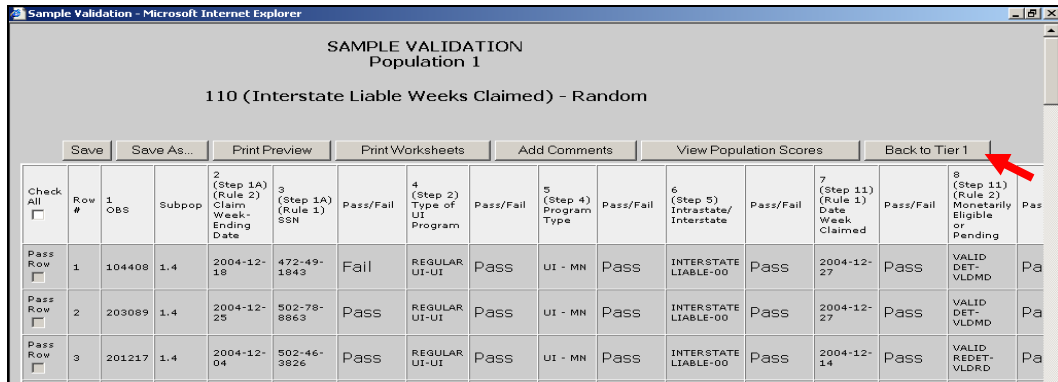 Sample Validation - Microsoft Internet Explorer
SAMPLE VALIDATION
Population 1
110 (Interstate Liable Weeks Claimed) - Random
Save Save As... Print Preview Print Worksheets Add Comments View Population Scores Back to Tier 1
Check All
Row #
1 OBS
Subpop
2 (Step 1A) (Rule 2) Claim Week-Ending Date
3 (Step 1A) (Rule 1) SSN
Pass/Fail
4 (Step 2) Type of UI Program
Pass/Fail
5 (Step 4) Program Type
Pass/Fail
6 (Step 5) Intrastate/ Interstate
Pass/Fail
7 (Step 11) (Rule 1) Date Week Claimed
Pass/Fail
8 (Step 11) (Rule 2) Monetarily Eligible or Pending
Pas
Pass Row 1 104408 1.4 2004-12-18 472-49-1843 Fail REGULAR UI-UI Pass UI - MN Pass INTERSTATE LIABLE-00 Pass 2004-12-27 Pass VALID DET-VLDMD Pa
Pass Row 2 203089 1.4 2004-12-25 502-78-8863 Pass REGULAR UI-UI Pass UI - MN Pass INTERSTATE LIABLE-00 Pass 2004-12-27 Pass VALID DET-VLDMD Pa
Pass Row 3 201217 1.4 2004-12-04 502-46-3826 Pass REGULAR UI-UI Pass UI - MN Pass INTERSTATE LIABLE-00 Pass 2004-12-14 Pass VALID REDET-VLDRD Pa